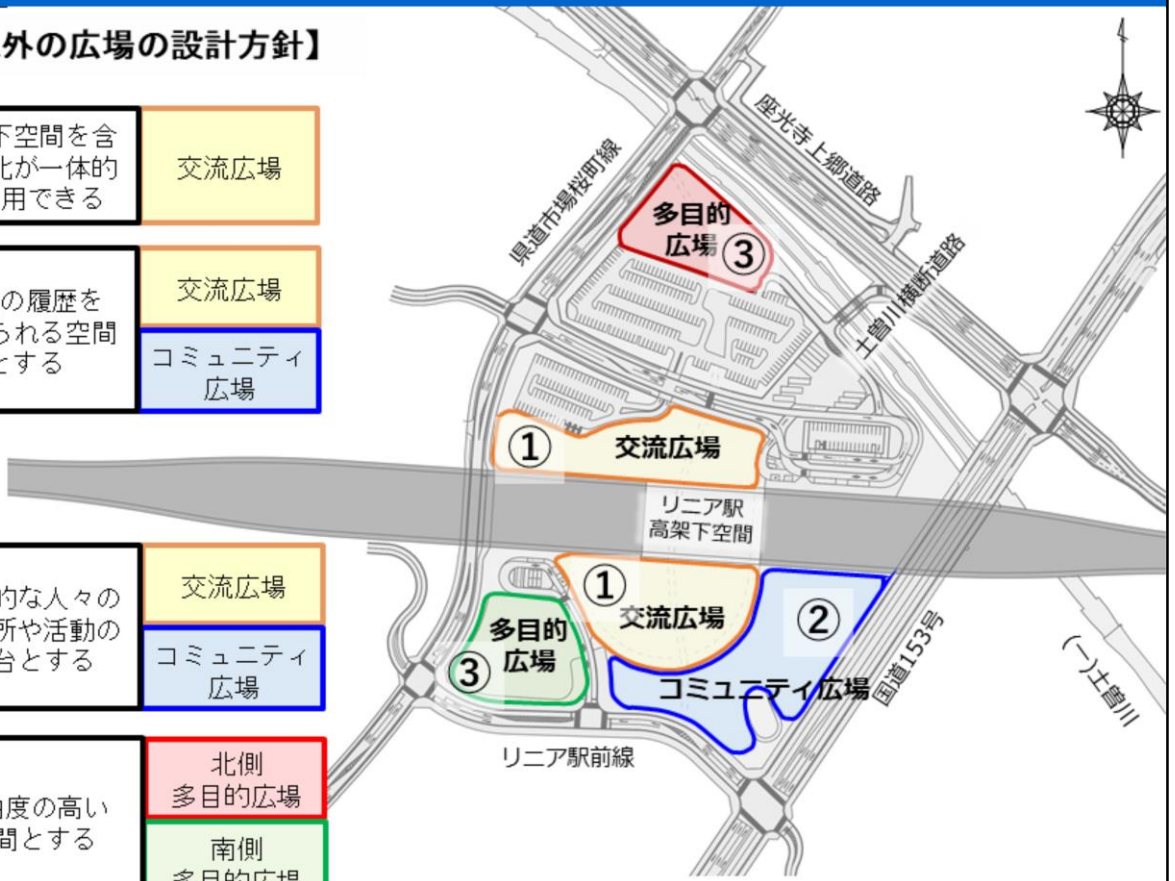 外の広場の設計方針】
下空間を含
化が一体的
用できる
交流広場
の履歴を
られる空間
とする
交流広場
コミュニティ
広場
的な人々の
所や活動の
台とする
交流広場
コミュニティ
広場
由度の高い
間とする
北側
多目的広場
南側
多目的広場
座光寺上郷道路
県道市場桜町線
多目的
広場
③
土曽川横断道路
①
交流広場
リニア駅
高架下空間
①
交流広場
②
多目的
広場
③
コミュニティ広場
国道153号
(一)土曽川
リニア駅前線